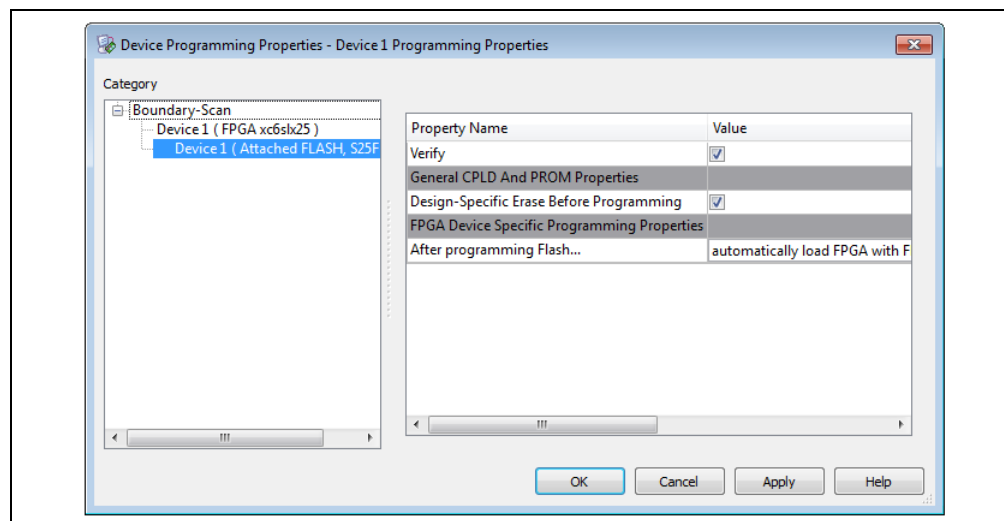 Device Programming Properties - Device 1 Programming Properties
Category
Boundary-Scan
Device 1 ( FPGA xc6slx25 )
Device 1 ( Attached FLASH, S25F
Property Name Value
Verify
General CPLD And PROM Properties
Design-Specific Erase Before Programming
FPGA Device Specific Programming Properties
After programming Flash... automatically load FPGA with F
OK Cancel Apply Help